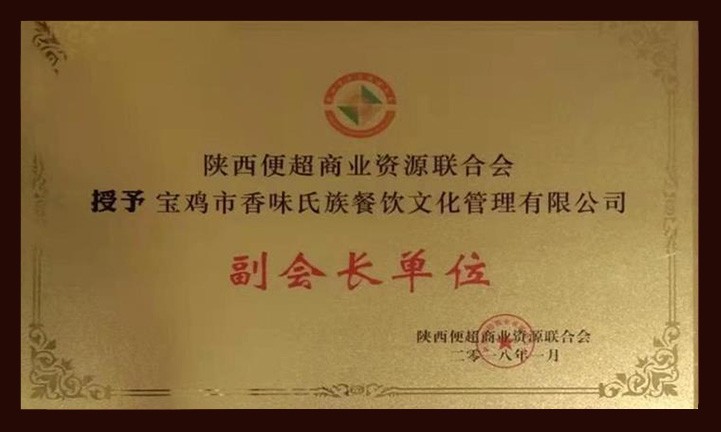 陕西便超商业资源联合会
授予 宝鸡市香味氏族餐饮文化管理有限公司
副会长单位
陕西便超商业资源联合会
二零一八年一月